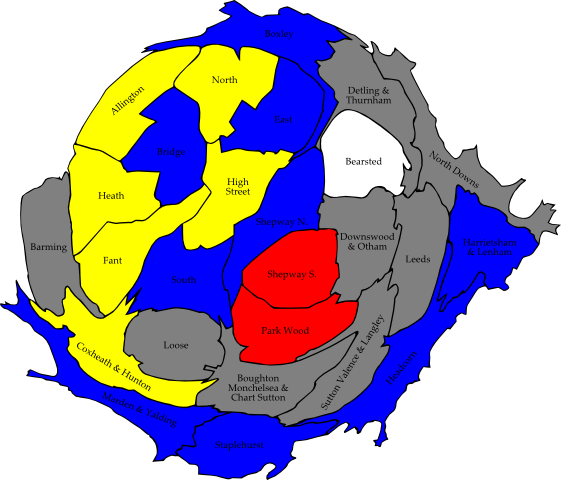 Boxley
Allington
North
Detling &
Thurnham
East
Bridge
Bearsted
North Downs
Heath
High
Street
Shepway N.
Barming
Downswood
& Otham
Harrietsham
& Lenham
Fant
Leeds
South
Shepway S.
Park Wood
Loose
Coxheath & Hunton
Boughton
Monchelsea &
Chart Sutton
Sutton Valence & Langley
Headcorn
Marden & Yalding
Staplehurst